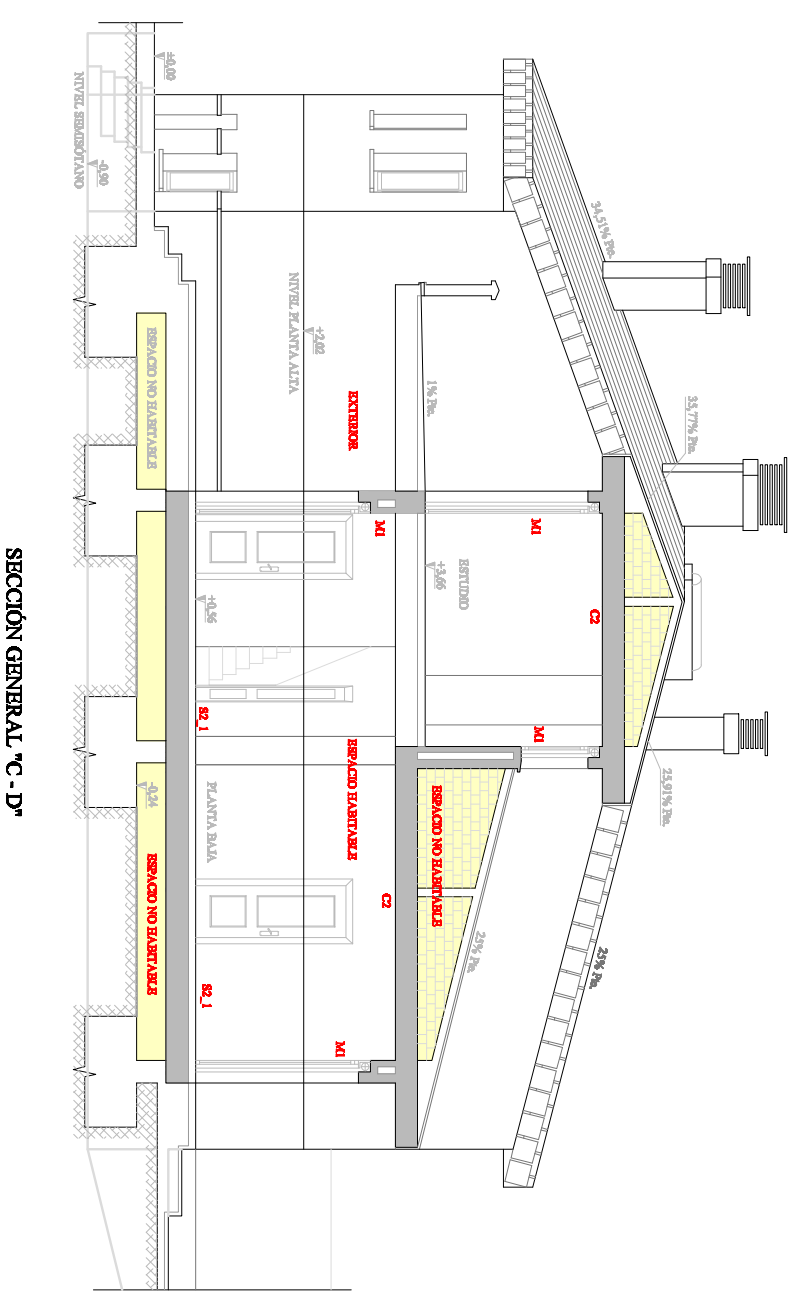 34,51% Pte.
35,77% Pte.
25,91% Pte.
25% Pte.
M1
ESTUDIO
+3,66
C2
M1
1% Pte.
ESPACIO NO HABITABLE
25% Pte.
EXTERIOR
M1
ESPACIO HABITABLE
C2
M1
+2,02
NIVEL PLANTA ALTA
+0,56
S2_1
PLANTA BAJA
S2_1
±0,00
ESPACIO NO HABITABLE
-0,24
ESPACIO NO HABITABLE
-0,90
NIVEL SEMISÓTANO
SECCIÓN GENERAL "C - D"